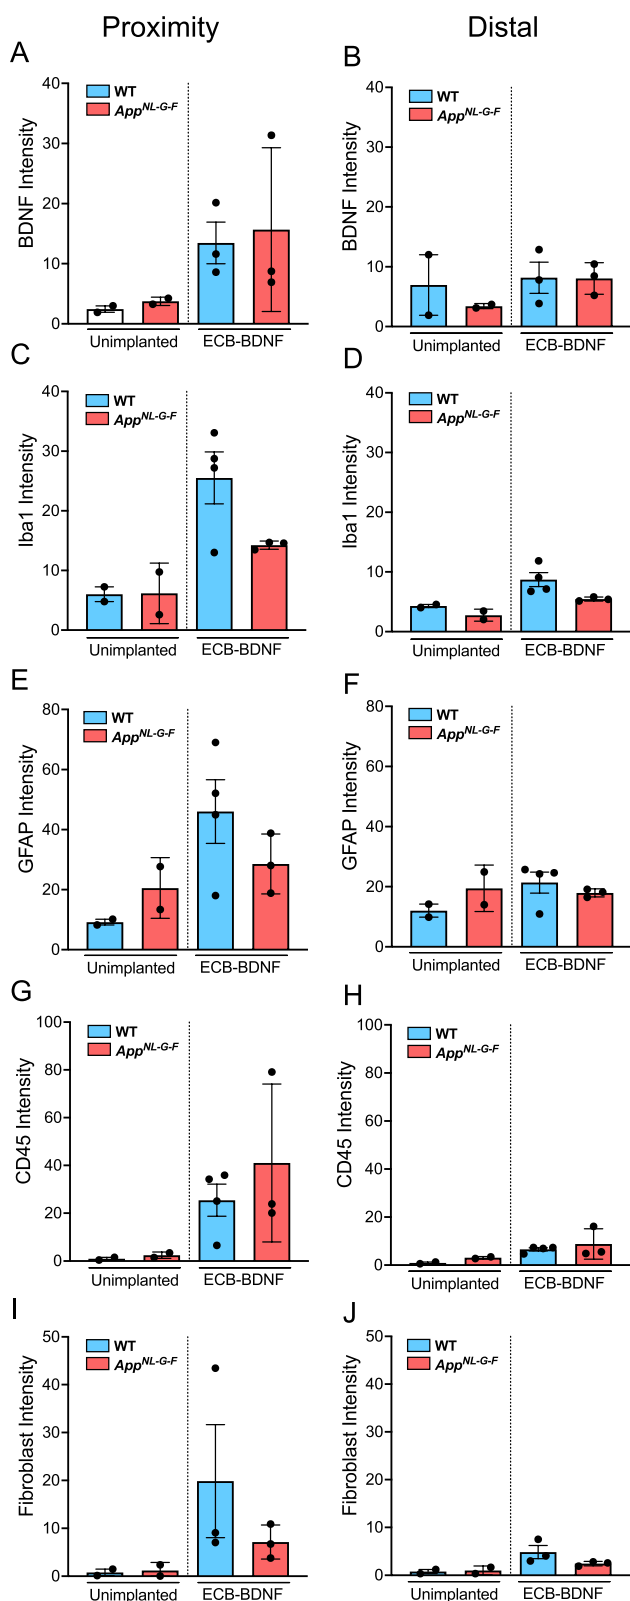 Proximity
Distal
A
BDNF Intensity
40
30
20
10
0
WT
App^NL-G-F
Unimplanted
ECB-BDNF
B
BDNF Intensity
40
30
20
10
0
WT
App^NL-G-F
Unimplanted
ECB-BDNF
C
Iba1 Intensity
40
30
20
10
0
WT
App^NL-G-F
Unimplanted
ECB-BDNF
D
Iba1 Intensity
40
30
20
10
0
WT
App^NL-G-F
Unimplanted
ECB-BDNF
E
GFAP Intensity
80
60
40
20
0
WT
App^NL-G-F
Unimplanted
ECB-BDNF
F
GFAP Intensity
80
60
40
20
0
WT
App^NL-G-F
Unimplanted
ECB-BDNF
G
CD45 Intensity
100
80
60
40
20
0
WT
App^NL-G-F
Unimplanted
ECB-BDNF
H
CD45 Intensity
100
80
60
40
20
0
WT
App^NL-G-F
Unimplanted
ECB-BDNF
I
Fibroblast Intensity
50
40
30
20
10
0
WT
App^NL-G-F
Unimplanted
ECB-BDNF
J
Fibroblast Intensity
50
40
30
20
10
0
WT
App^NL-G-F
Unimplanted
ECB-BDNF